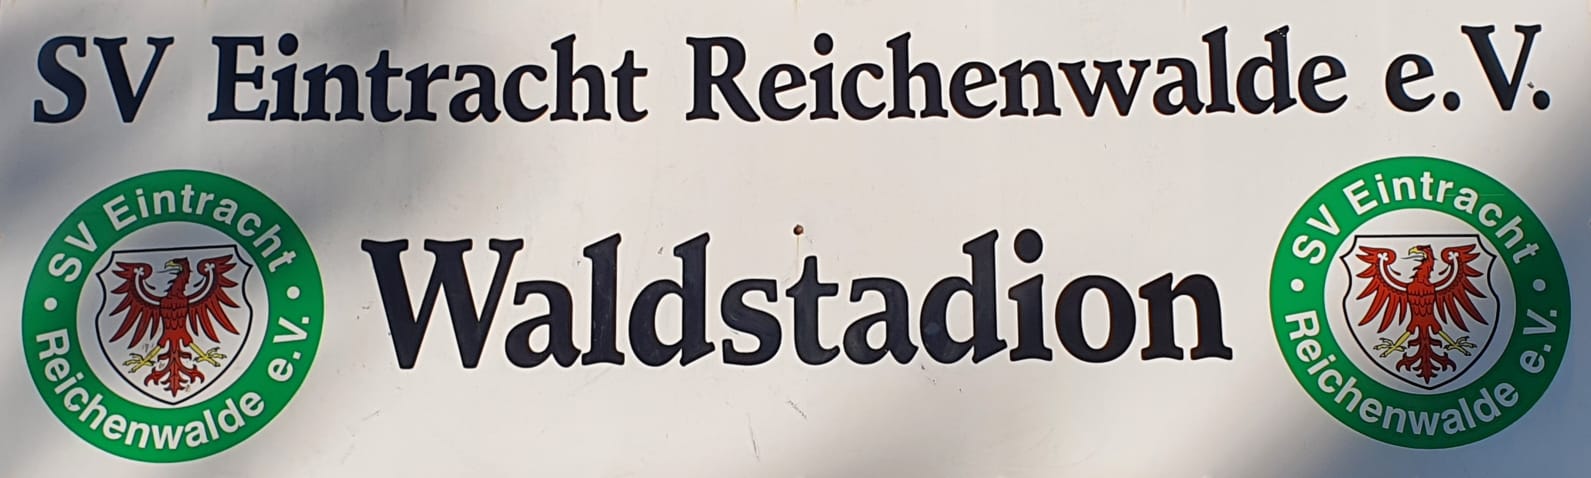 SV Eintracht Reichenwalde e.V.
SV Eintracht
Reichenwalde e.V.
Waldstadion
SV Eintracht
Reichenwalde e.V.